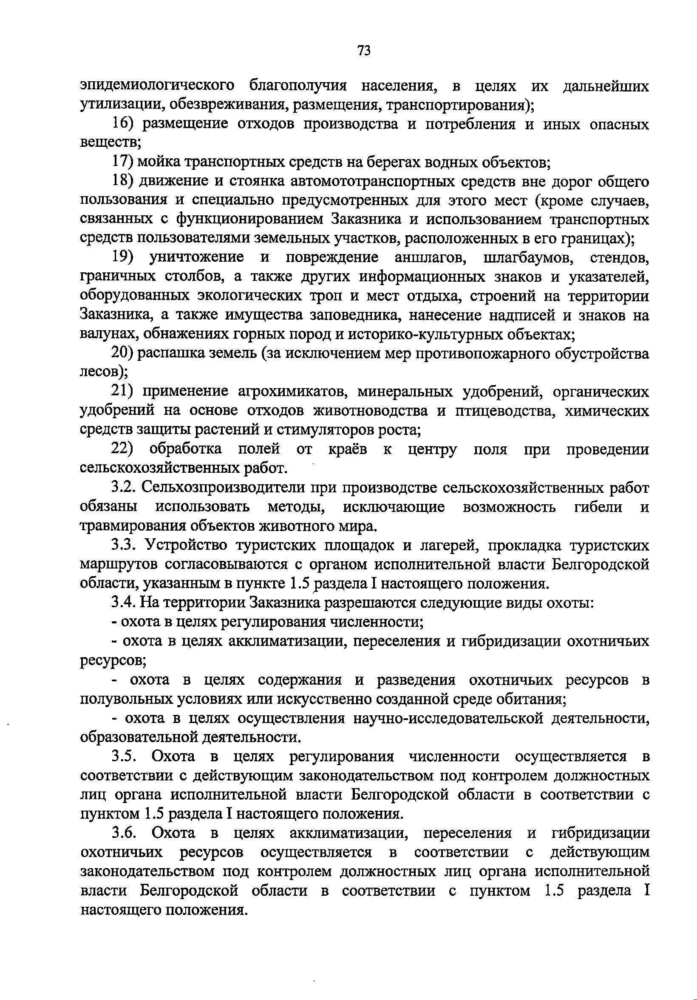 73
эпидемиологического благополучия населения, в целях их дальнейших
утилизации, обезвреживания, размещения, транспортирования);
16) размещение отходов производства и потребления и иных опасных
веществ;
17) мойка транспортных средств на берегах водных объектов;
18) движение и стоянка автомототранспортных средств вне дорог общего
пользования и специально предусмотренных для этого мест (кроме случаев,
связанных с функционированием Заказника и использованием транспортных
средств пользователями земельных участков, расположенных в его границах);
19) уничтожение и повреждение аншлагов, шлагбаумов, стендов,
граничных столбов, а также других информационных знаков и указателей,
оборудованных экологических троп и мест отдыха, строений на территории
Заказника, а также имущества заповедника, нанесение надписей и знаков на
валунах, обнажениях горных пород и историко-культурных объектах;
20) распашка земель (за исключением мер противопожарного обустройства
лесов);
21) применение агрохимикатов, минеральных удобрений, органических
удобрений на основе отходов животноводства и птицеводства, химических
средств защиты растений и стимуляторов роста;
22) обработка полей от краёв к центру поля при проведении
сельскохозяйственных работ.
3.2. Сельхозпроизводители при производстве сельскохозяйственных работ
обязаны использовать методы, исключающие возможность гибели и
травмирования объектов животного мира.
3.3. Устройство туристских площадок и лагерей, прокладка туристских
маршрутов согласовываются с органом исполнительной власти Белгородской
области, указанным в пункте 1.5 раздела I настоящего положения.
3.4. На территории Заказника разрешаются следующие виды охоты:
- охота в целях регулирования численности;
- охота в целях акклиматизации, переселения и гибридизации охотничьих
ресурсов;
- охота в целях содержания и разведения охотничьих ресурсов в
полувольных условиях или искусственно созданной среде обитания;
- охота в целях осуществления научно-исследовательской деятельности,
образовательной деятельности.
3.5. Охота в целях регулирования численности осуществляется в
соответствии с действующим законодательством под контролем должностных
лиц органа исполнительной власти Белгородской области в соответствии с
пунктом 1.5 раздела I настоящего положения.
3.6. Охота в целях акклиматизации, переселения и гибридизации
охотничьих ресурсов осуществляется в соответствии с действующим
законодательством под контролем должностных лиц органа исполнительной
власти Белгородской области в соответствии с пунктом 1.5 раздела I
настоящего положения.